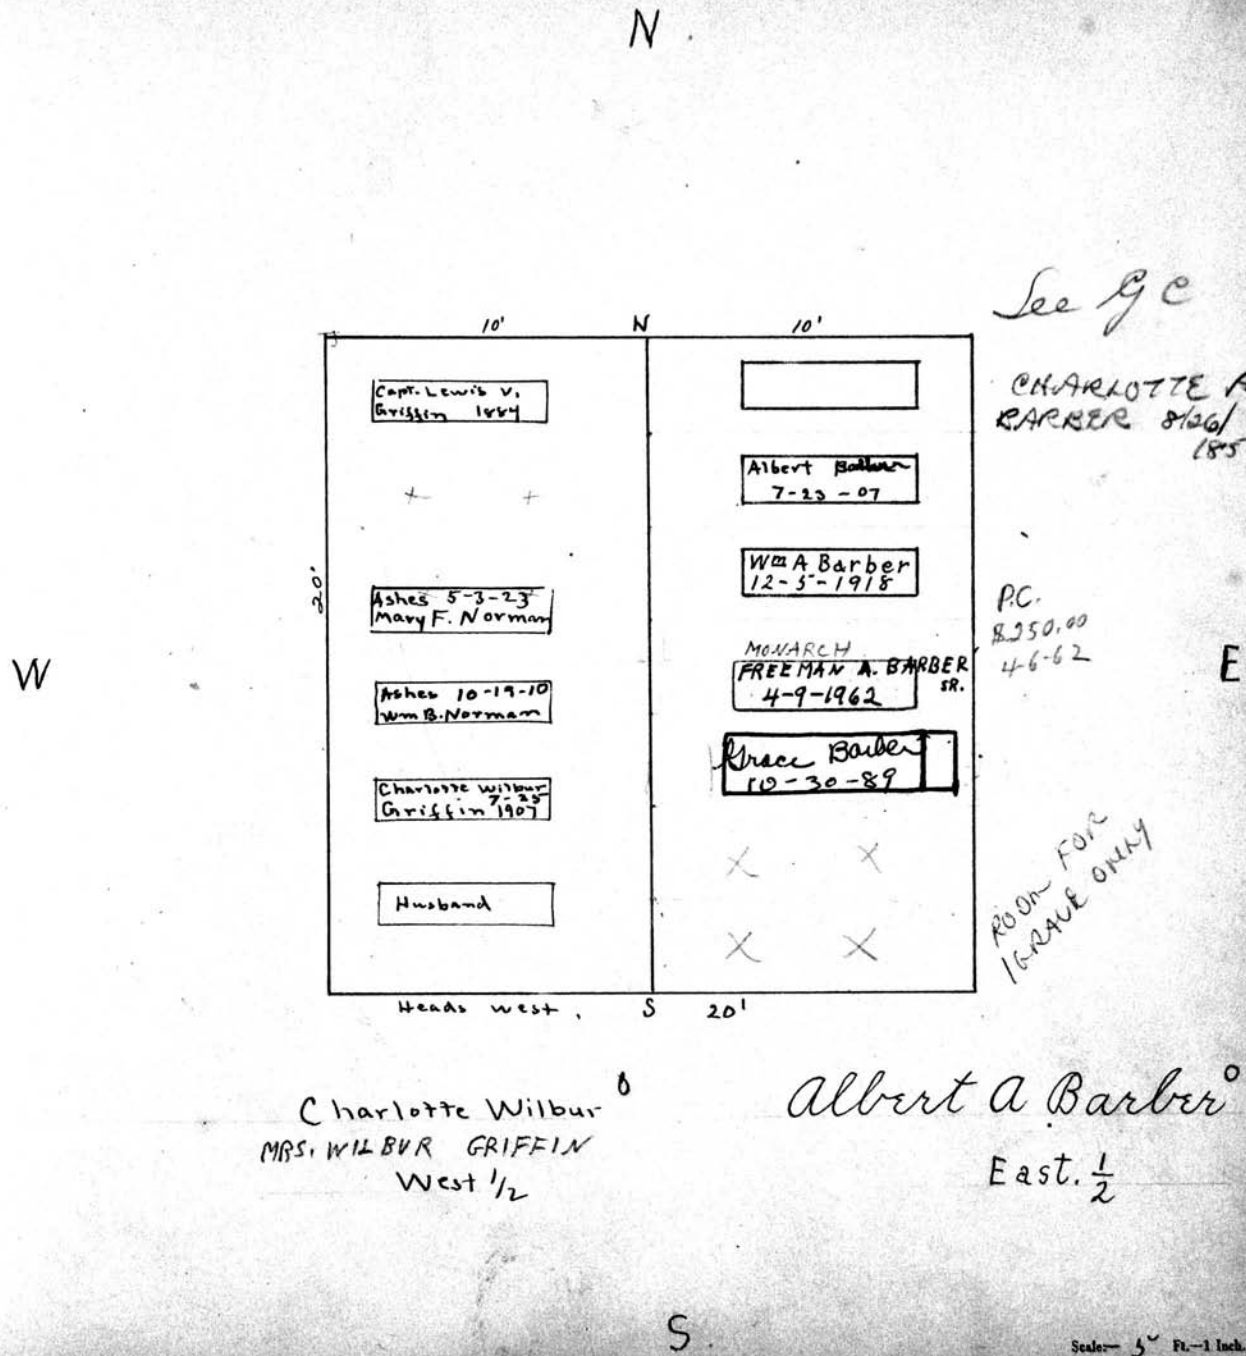 N.
See G C
10' N 10'
Capt. Lewis V.
Griffin 1884
CHARLOTTE A
BARBER 8/26/
185
Albert Barber
7-23-07
Wm A Barber
12-5-1918
20'
Ashes 5-3-23
Mary F. Norman
P.C.
$250.00
4-6-62
MONARCH
FREEMAN A. BARBER
SR.
4-9-1962
W
E
Ashes 10-19-10
Wm B. Norman
Grace Barber
10-30-89
Charlotte Wilbur
Griffin 7-25
1907
ROOM FOR
1 GRAVE ONLY
Husband
Heads west. S 20'
Charlotte Wilbur
MRS. WILBUR GRIFFIN
West 1/2
Albert A Barber
East. 1/2
S.
Scale:— 5 Ft.—1 Inch.